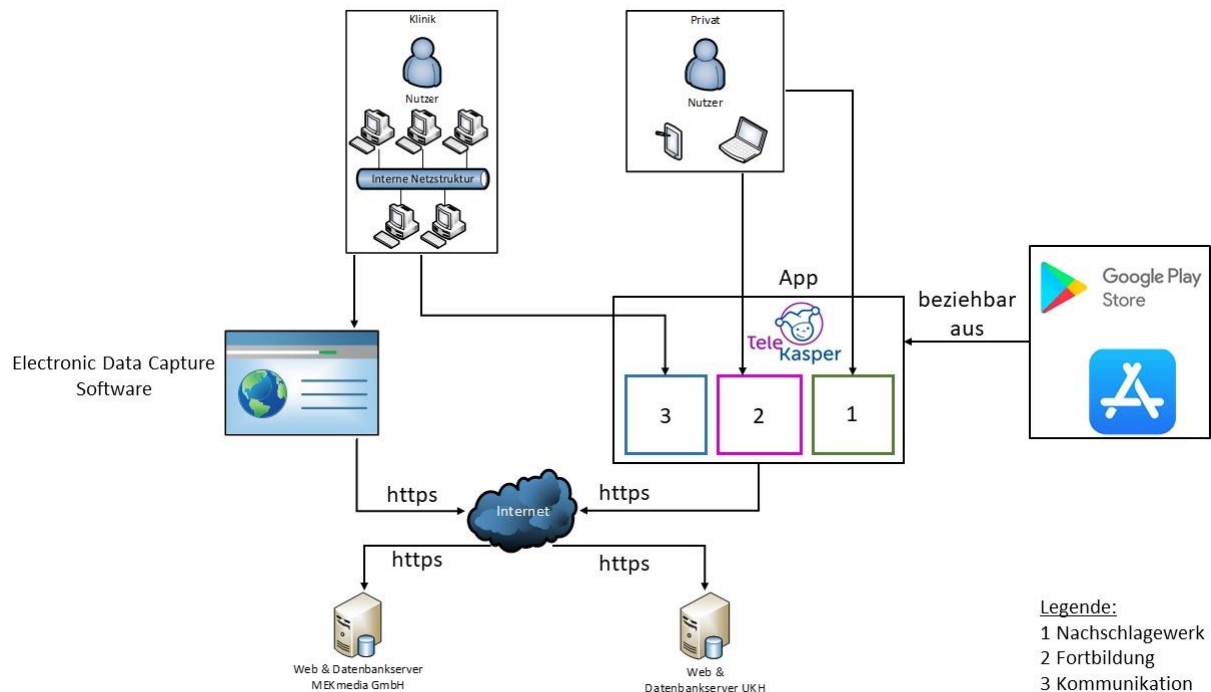 Klinik
Nutzer
Interne Netzstruktur
Privat
Nutzer
App
Tele
Kasper
3
2
1
beziehbar
aus
Google Play
Store
Electronic Data Capture
Software
https
Internet
https
https
https
Web & Datenbankserver
MEKmedia GmbH
Web &
Datenbankserver UKH
Legende:
1 Nachschlagewerk
2 Fortbildung
3 Kommunikation